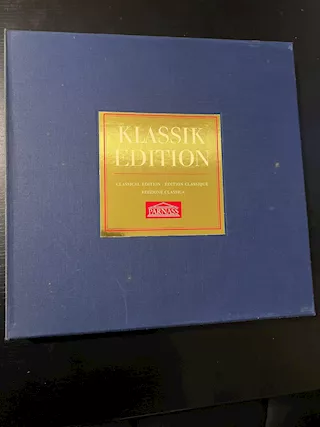 KLASSIK
EDITION
CLASSICAL EDITION · EDITION CLASSIQUE
EDIZIONE CLASSICA
PARNASS